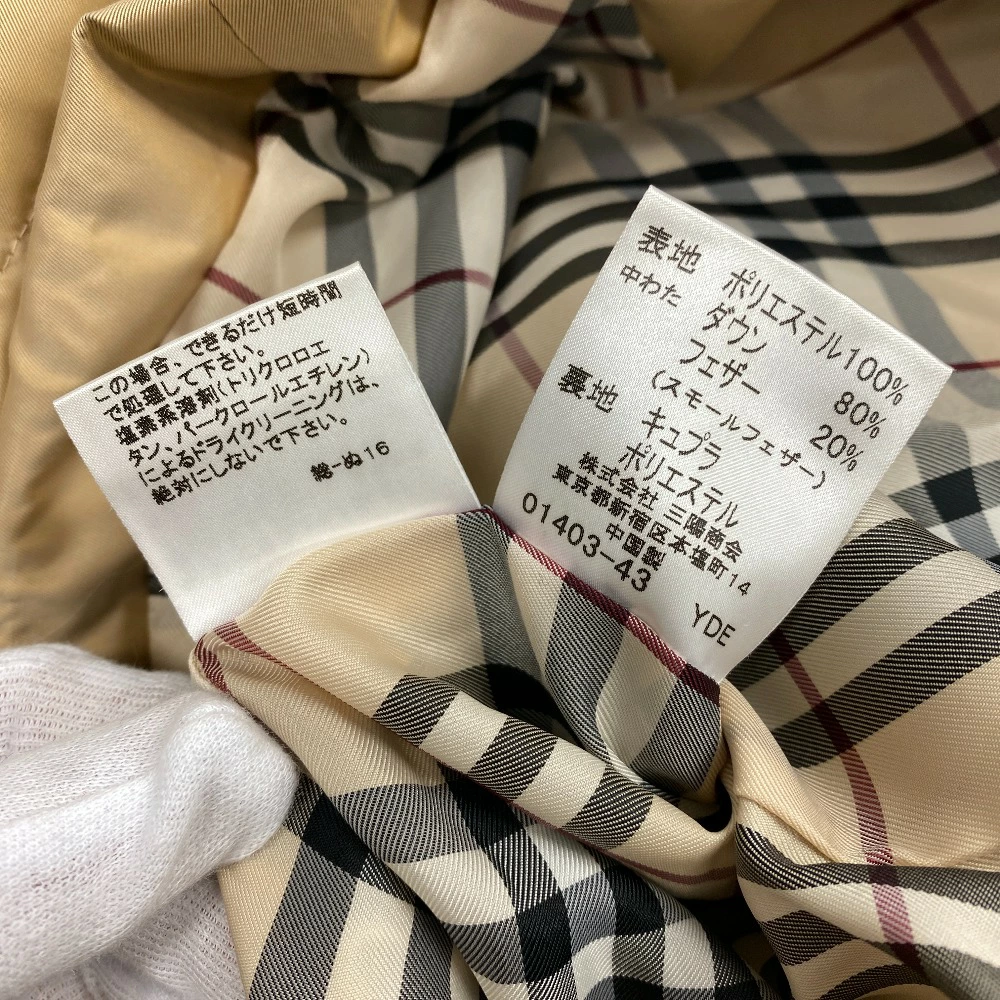 この場合、できるだけ短時間
で処理して下さい。
塩素系溶剤(トリクロロエ
タン、パークロールエチレン)
によるドライクリーニングは、
絶対にしないで下さい。
総-ぬ16
表地 ポリエステル100%
中わた ダウン 80%
フェザー 20%
(スモールフェザー)
裏地 キュプラ
ポリエステル
株式会社 三陽商会
東京都新宿区本塩町14
中国製
01403-43
YDE